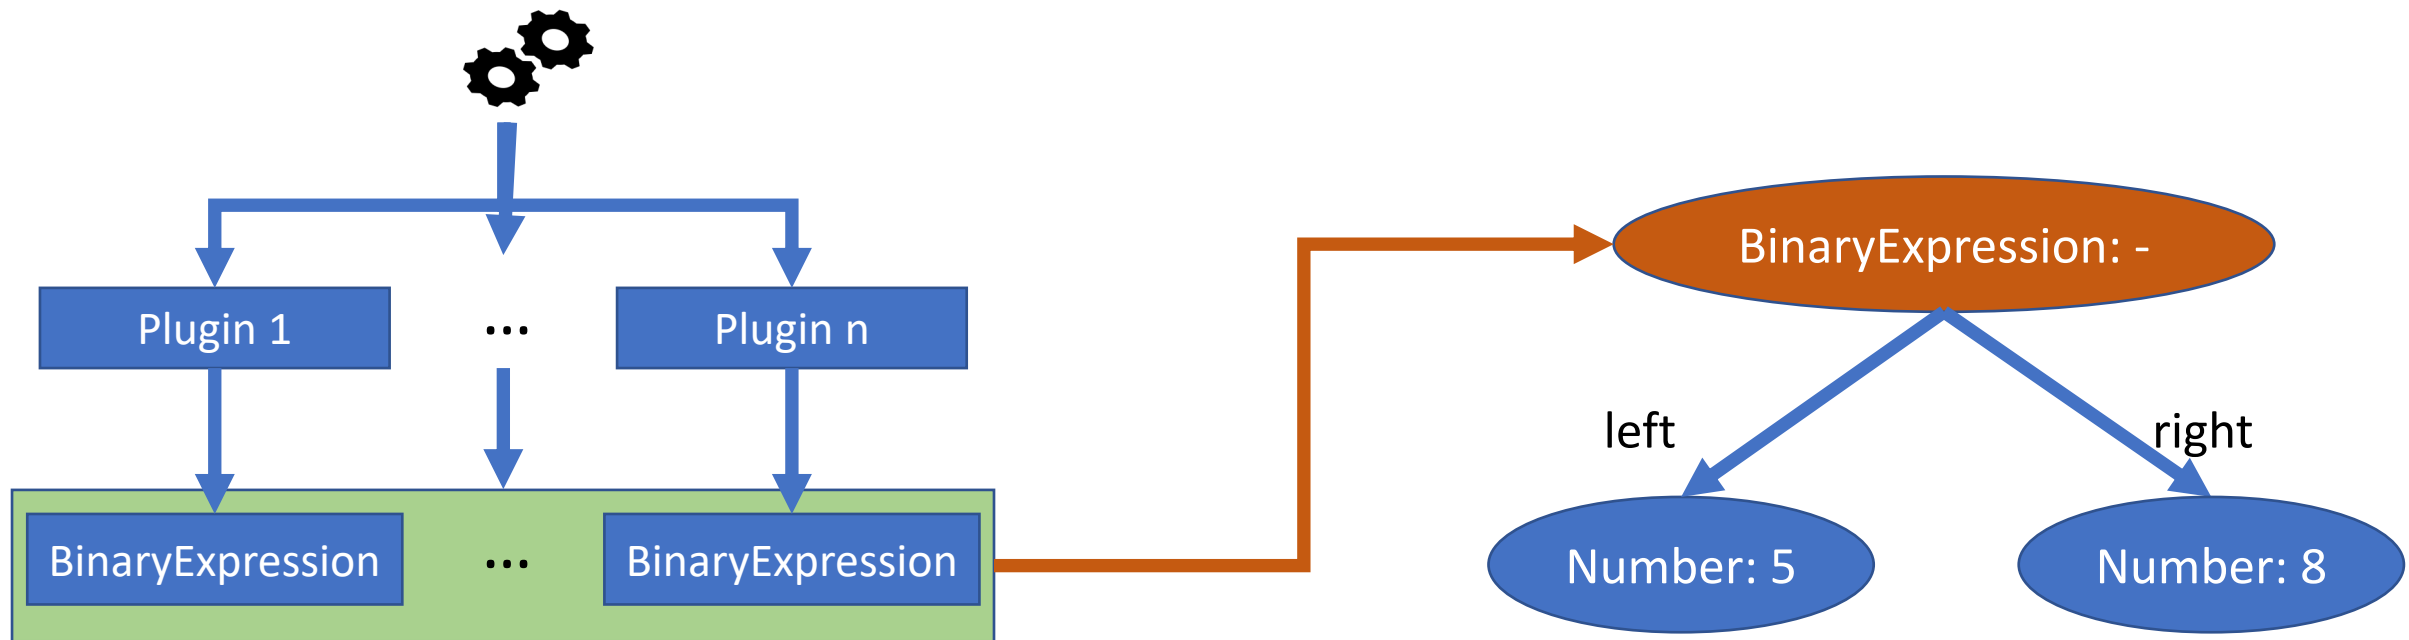 Plugin 1
...
Plugin n
BinaryExpression
...
BinaryExpression
BinaryExpression: -
left
right
Number: 5
Number: 8